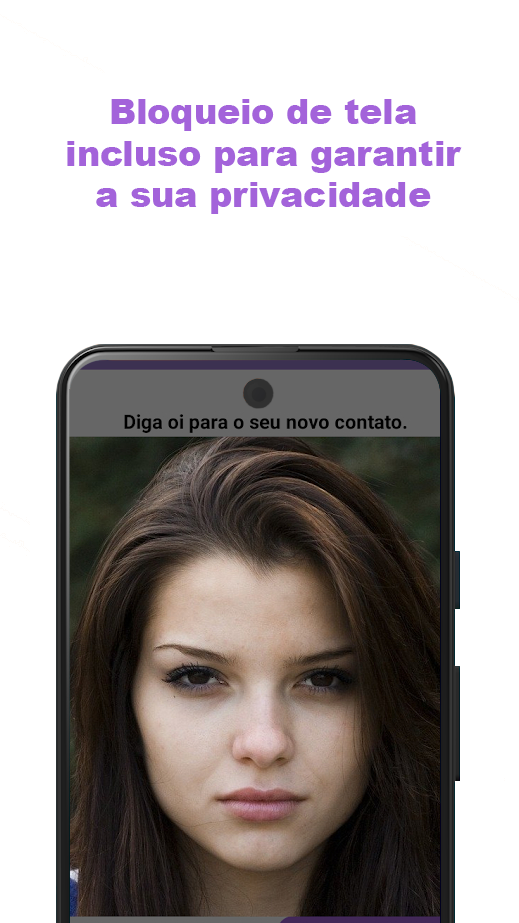 Bloqueio de tela
incluso para garantir
a sua privacidade
Diga oi para o seu novo contato.